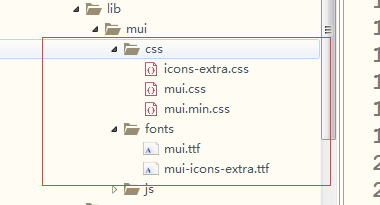 lib
mui
css
icons-extra.css
mui.css
mui.min.css
fonts
mui.ttf
mui-icons-extra.ttf
js